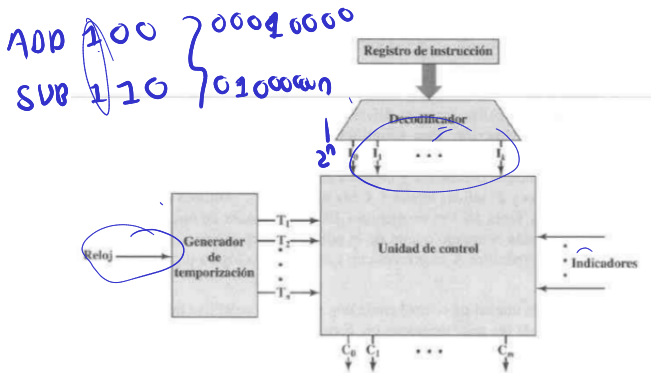 ADD 100 } 00010000
SUB 110
Registro de instrucción
Decodificador
2ⁿ
I₀ I₁ • • • Iₖ
T₁
T₂
Tₙ
Reloj
Generador
de
temporización
Unidad de control
Indicadores
C₀ C₁ • • • Cₘ